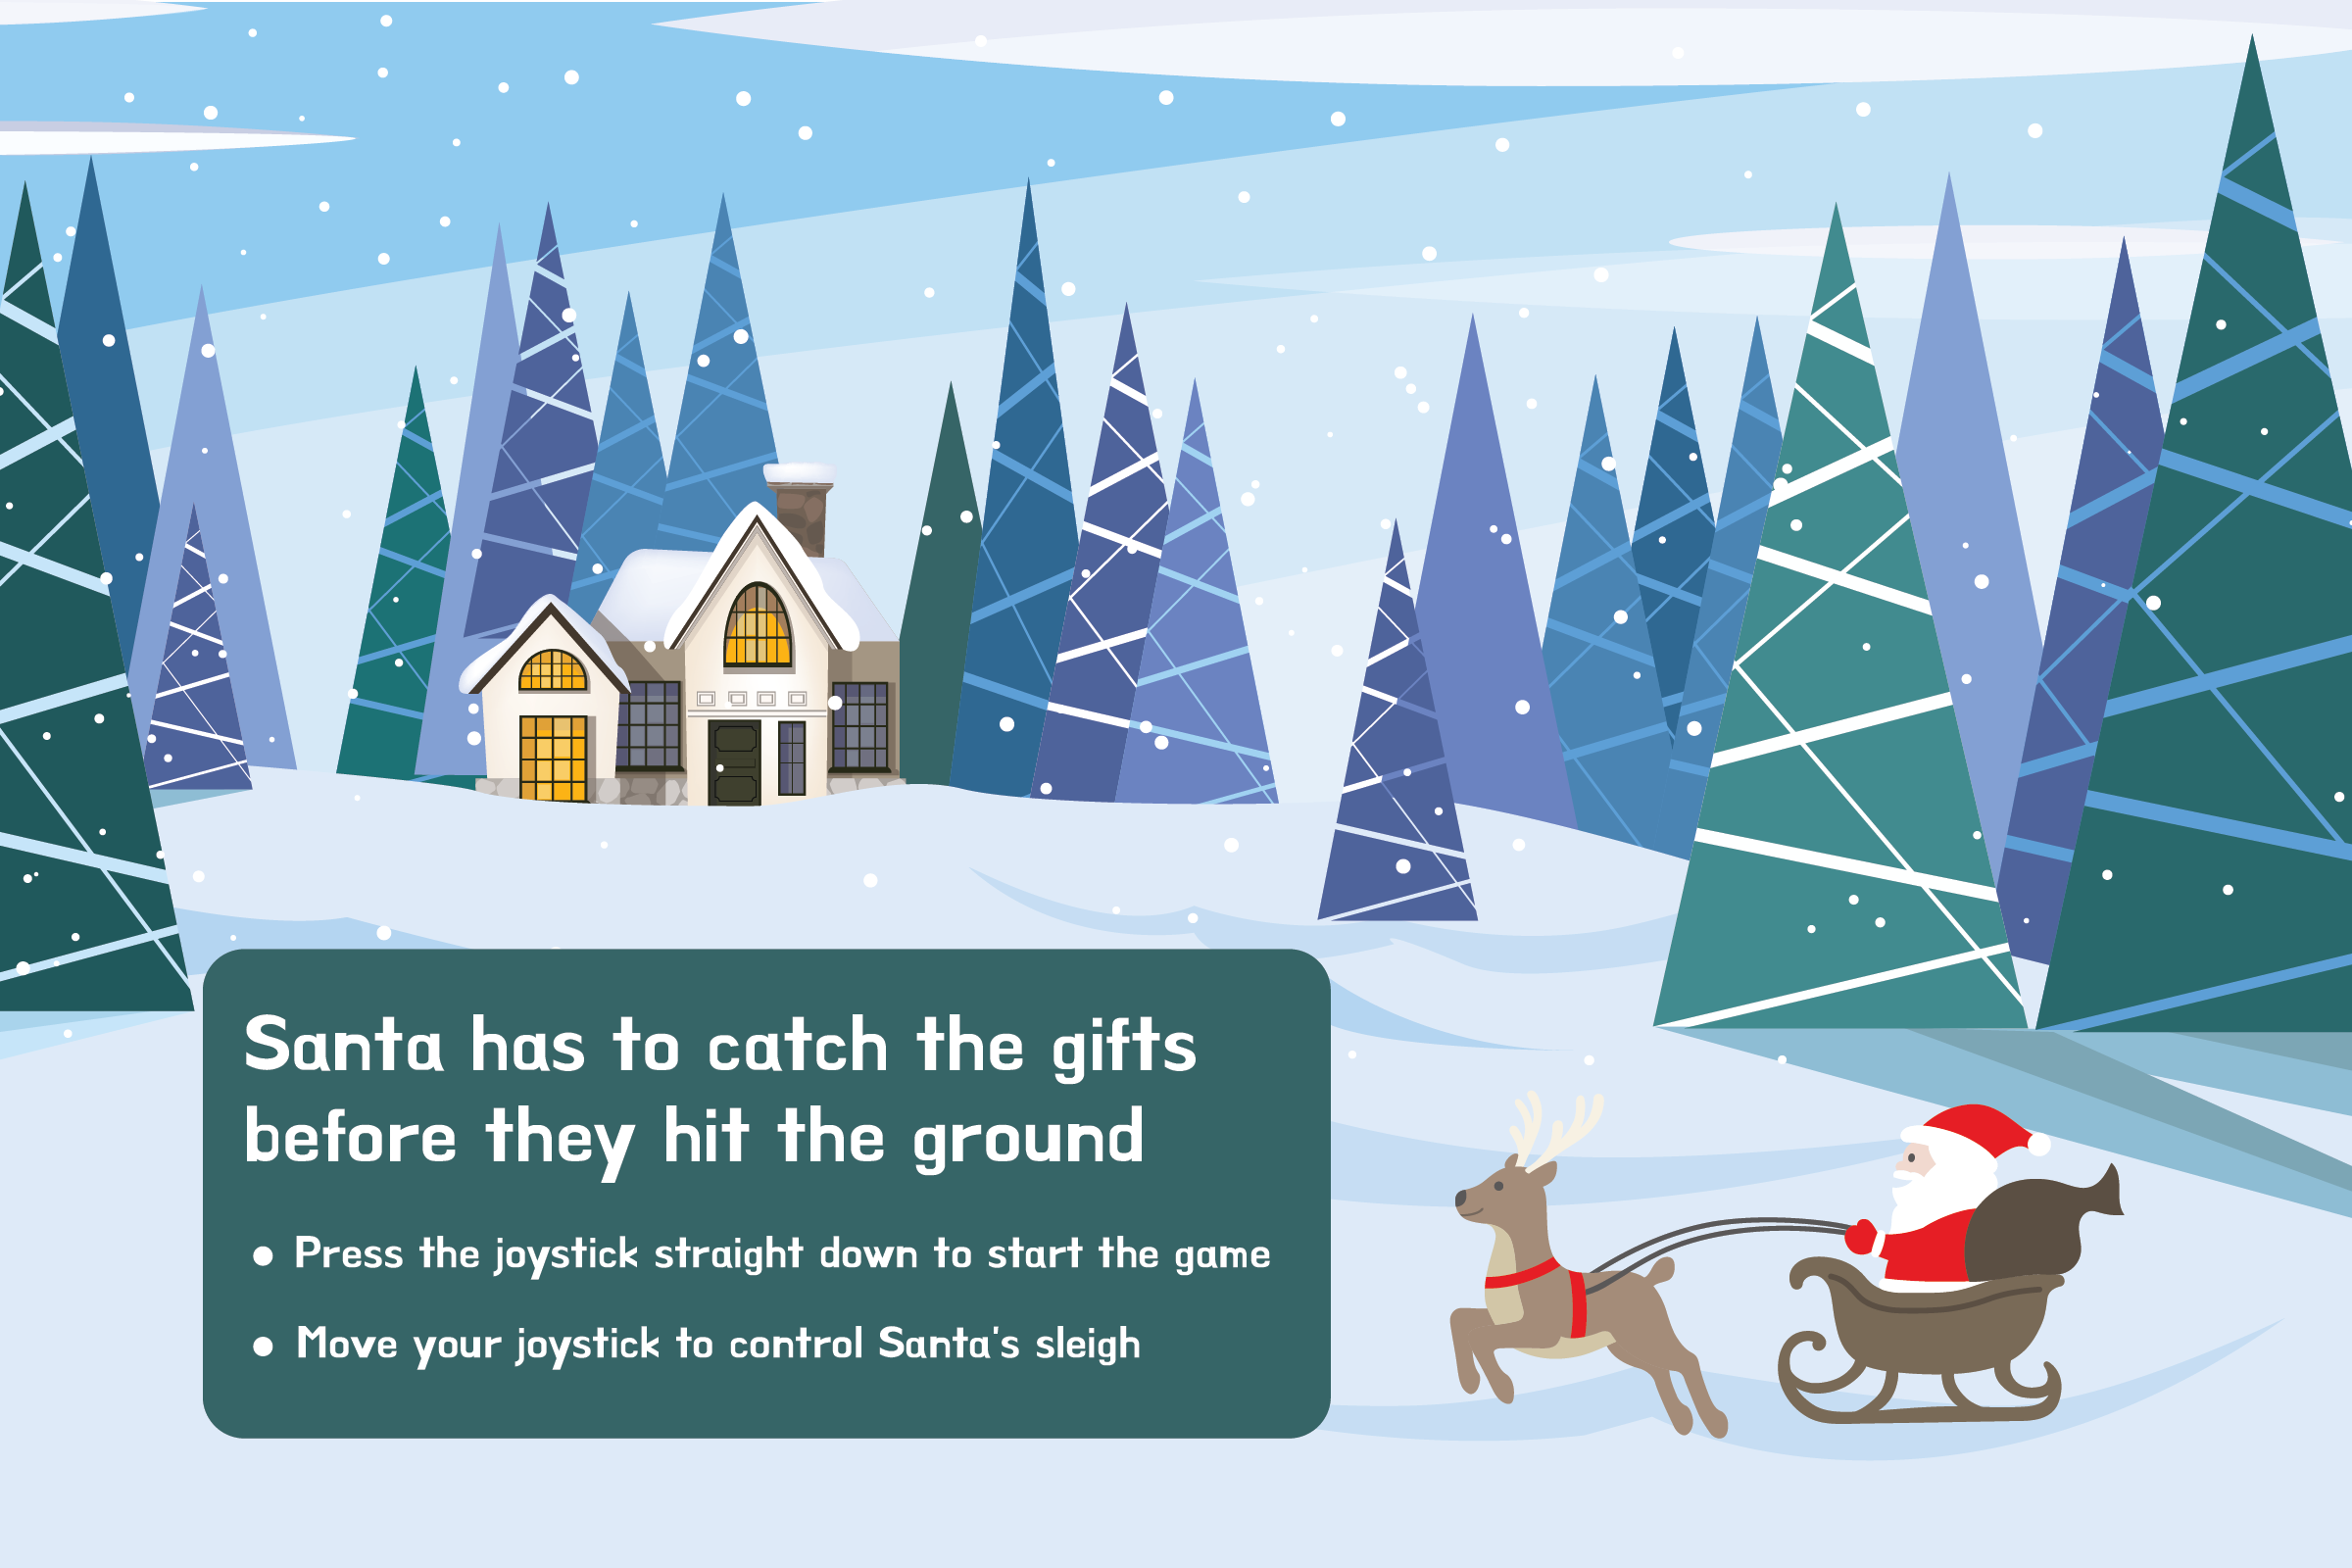 Santa has to catch the gifts
before they hit the ground
• Press the joystick straight down to start the game
• Move your joystick to control Santa's sleigh